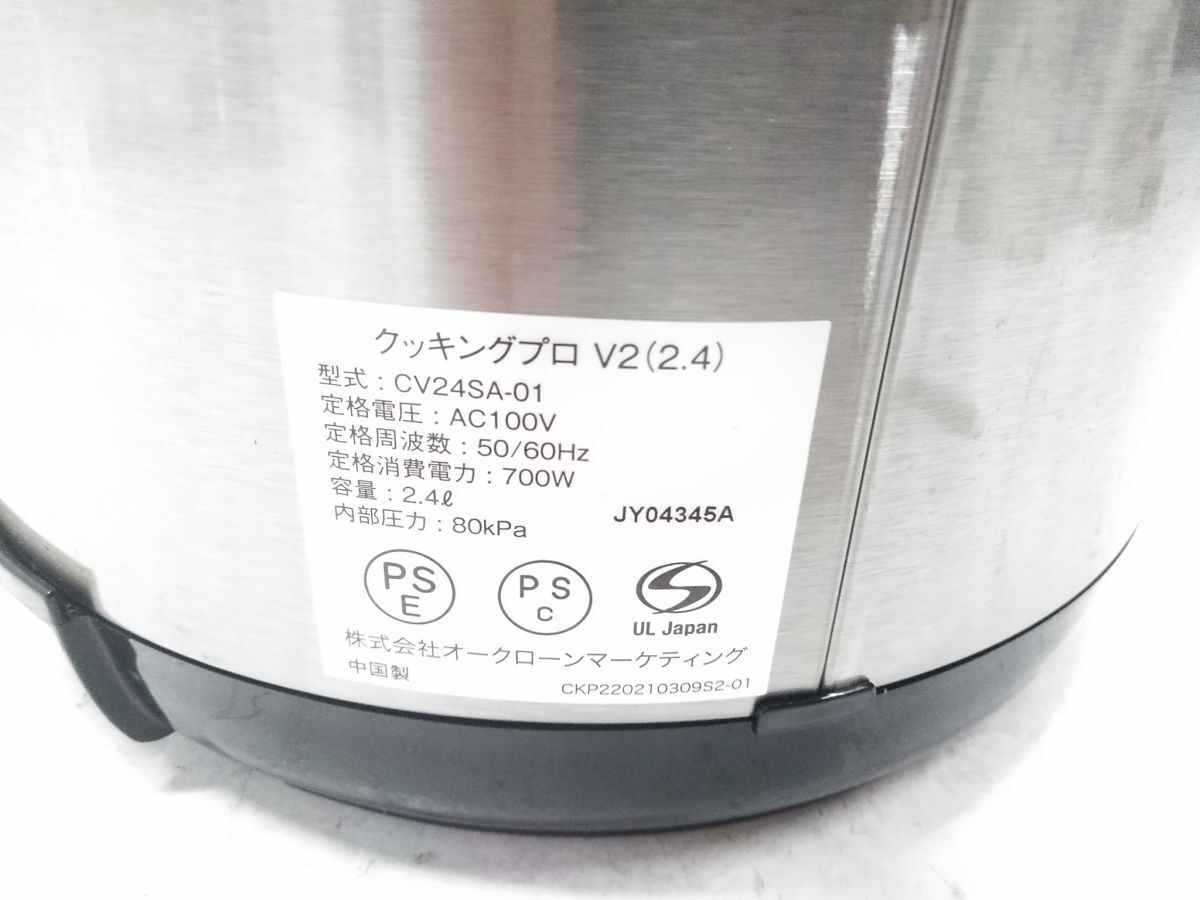 クッキングプロ V2(2.4)
型式：CV24SA-01
定格電圧：AC100V
定格周波数：50/60Hz
定格消費電力：700W
容量：2.4ℓ
内部圧力：80kPa
JY04345A
PS E
PS C
S
UL Japan
株式会社オークローンマーケティング
中国製
CKP220210309S2-01